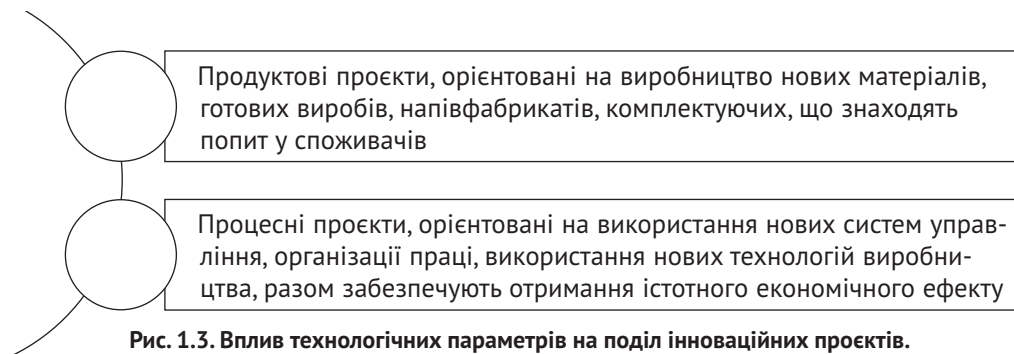 Продуктові проєкти, орієнтовані на виробництво нових матеріалів,
готових виробів, напівфабрикатів, комплектуючих, що знаходять
попит у споживачів
Процесні проєкти, орієнтовані на використання нових систем управ-
ління, організації праці, використання нових технологій виробни-
цтва, разом забезпечують отримання істотного економічного ефекту
Рис. 1.3. Вплив технологічних параметрів на поділ інноваційних проєктів.